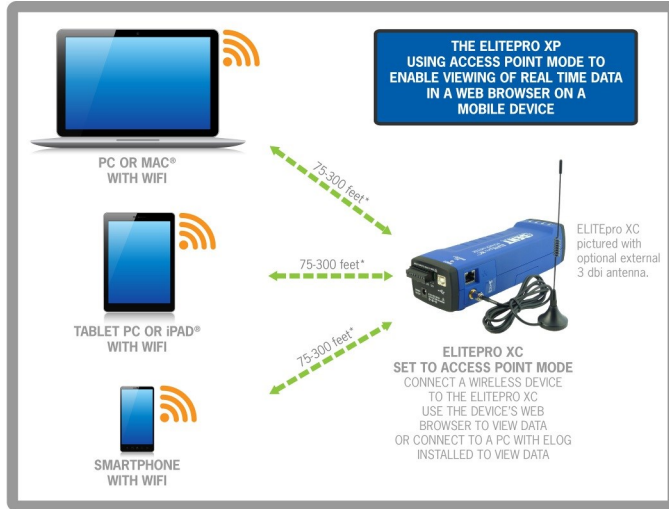 THE ELITEPRO XP
USING ACCESS POINT MODE TO
ENABLE VIEWING OF REAL TIME DATA
IN A WEB BROWSER ON A
MOBILE DEVICE
PC OR MAC®
WITH WIFI
75-300 feet*
ELITEpro XC
pictured with
optional external
3 dbi antenna.
75-300 feet*
TABLET PC OR iPAD®
WITH WIFI
75-300 feet*
ELITEPRO XC
SET TO ACCESS POINT MODE
CONNECT A WIRELESS DEVICE
TO THE ELITEPRO XC
USE THE DEVICE'S WEB
BROWSER TO VIEW DATA
OR CONNECT TO A PC WITH ELOG
INSTALLED TO VIEW DATA
SMARTPHONE
WITH WIFI
DENT